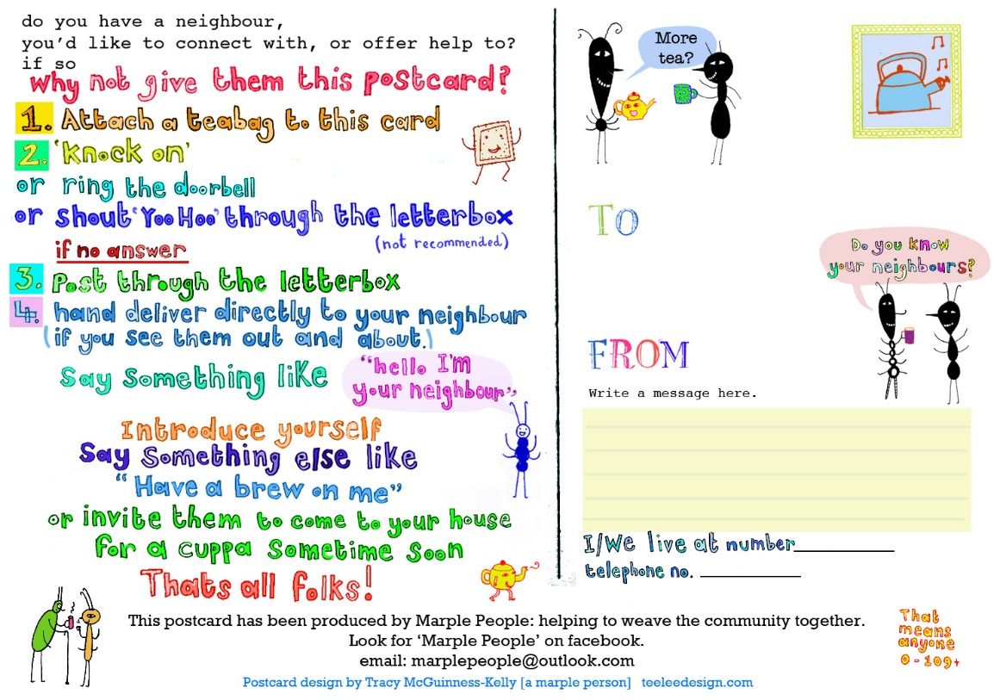 do you have a neighbour,
you'd like to connect with, or offer help to?
if so
Why not give them this postcard?
1. Attach a teabag to this card
2. 'Knock on'
or ring the doorbell
or shout 'Yoo Hoo' through the letterbox
(not recommended)
if no answer
3. Post through the letterbox
4. hand deliver directly to your neighbour
(if you see them out and about.)
Say something like
"hello I'm
your neighbour"
Introduce yourself
Say something else like
"Have a brew on me"
or invite them to come to your house
for a cuppa sometime soon
Thats all folks!
More
tea?
TO
Do you know
your neighbours?
FROM
Write a message here.
I/We live at number
telephone no.
This postcard has been produced by Marple People: helping to weave the community together.
Look for 'Marple People' on facebook.
email: marplepeople@outlook.com
Postcard design by Tracy McGuinness-Kelly [a marple person] teeleedesign.com
That
means
anyone
0-109+